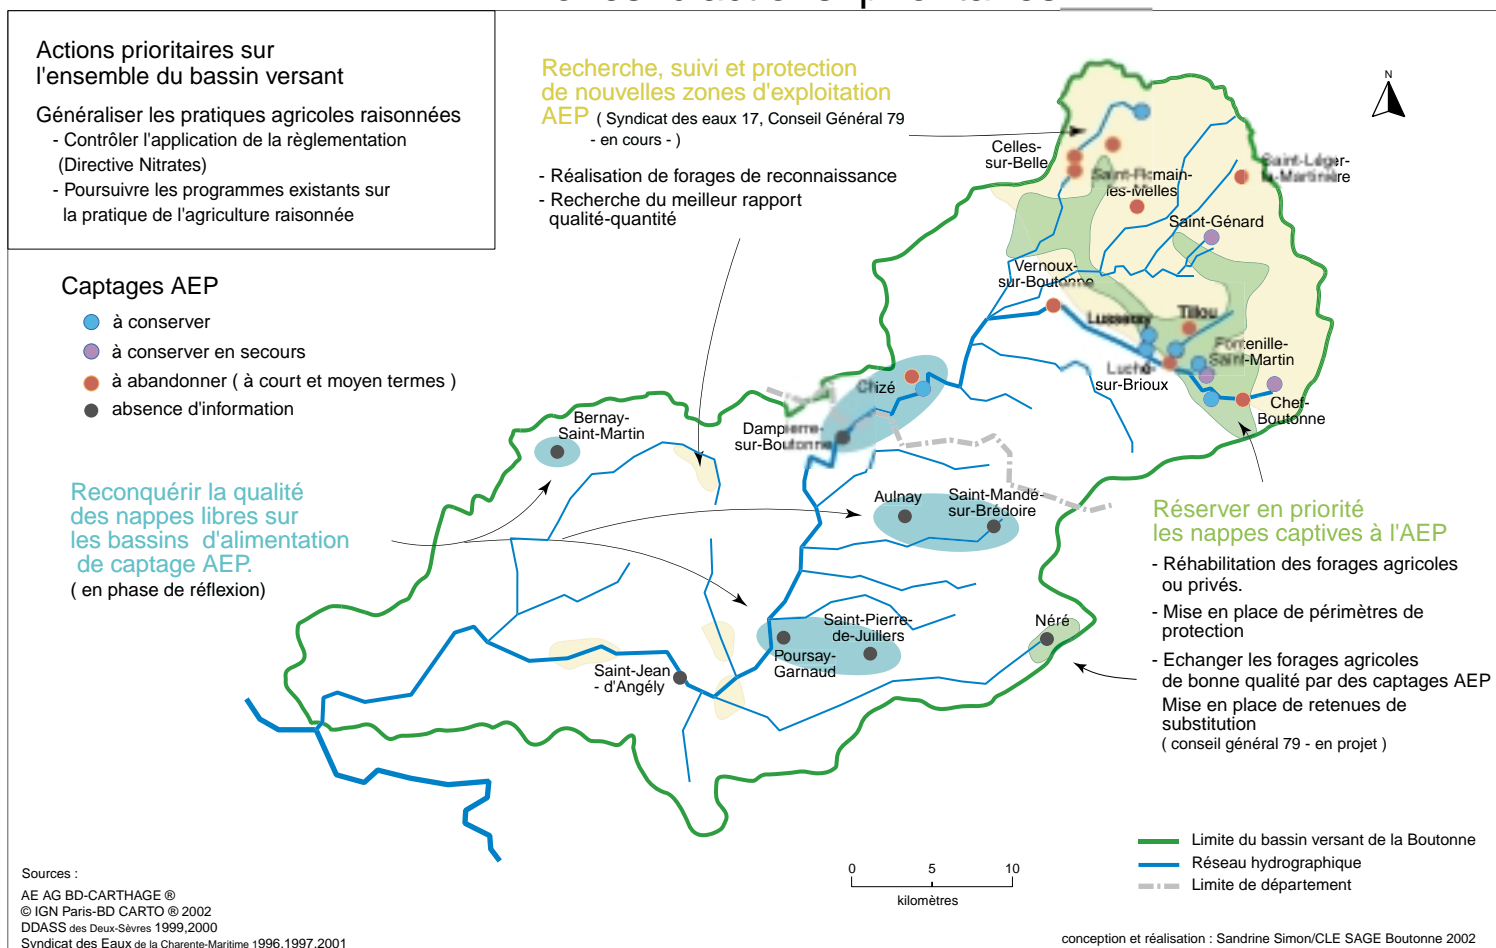 Actions prioritaires sur
l'ensemble du bassin versant
Généraliser les pratiques agricoles raisonnées
- Contrôler l'application de la règlementation
(Directive Nitrates)
- Poursuivre les programmes existants sur
la pratique de l'agriculture raisonnée
Captages AEP
à conserver
à conserver en secours
à abandonner ( à court et moyen termes )
absence d'information
Recherche, suivi et protection
de nouvelles zones d'exploitation
AEP ( Syndicat des eaux 17, Conseil Général 79
- en cours - )
- Réalisation de forages de reconnaissance
- Recherche du meilleur rapport
qualité-quantité
N
Celles-
sur-Belle
Saint-Romain-
les-Melles
Saint-Léger-
la-Martinière
Saint-Génard
Vernoux-
sur-Boutonne
Lusseray
Tillou
Fontenille-
Saint-Martin
Luché-
sur-Brioux
Chef-
Boutonne
Chizé
Dampierre-
sur-Boutonne
Bernay-
Saint-Martin
Aulnay
Saint-Mandé-
sur-Brédoire
Saint-Pierre-
de-Juillers
Poursay-
Garnaud
Néré
Saint-Jean
- d'Angély
Reconquérir la qualité
des nappes libres sur
les bassins d'alimentation
de captage AEP.
( en phase de réflexion)
Réserver en priorité
les nappes captives à l'AEP
- Réhabilitation des forages agricoles
ou privés.
- Mise en place de périmètres de
protection
- Echanger les forages agricoles
de bonne qualité par des captages AEP
Mise en place de retenues de
substitution
( conseil général 79 - en projet )
Limite du bassin versant de la Boutonne
Réseau hydrographique
Limite de département
0 5 10
kilomètres
Sources :
AE AG BD-CARTHAGE ®
© IGN Paris-BD CARTO ® 2002
DDASS des Deux-Sèvres 1999,2000
Syndicat des Eaux de la Charente-Maritime 1996,1997,2001
conception et réalisation : Sandrine Simon/CLE SAGE Boutonne 2002